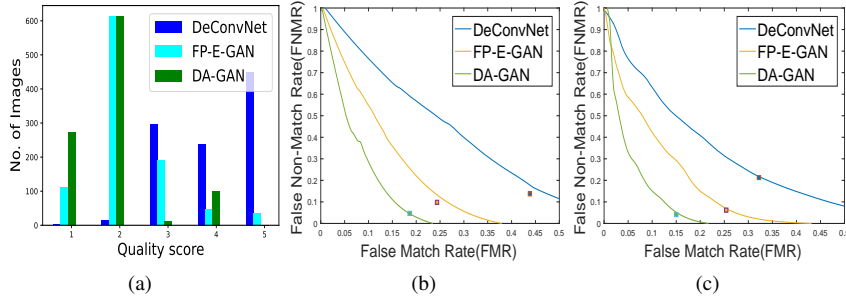 600
500
400
300
200
100
0
No. of Images
1 2 3 4 5
Quality score
DeConvNet
FP-E-GAN
DA-GAN
(a)
1
0.9
0.8
0.7
0.6
0.5
0.4
0.3
0.2
0.1
0
False Non-Match Rate(FNMR)
0 0.05 0.1 0.15 0.2 0.25 0.3 0.35 0.4 0.45 0.5
False Match Rate(FMR)
DeConvNet
FP-E-GAN
DA-GAN
(b)
1
0.9
0.8
0.7
0.6
0.5
0.4
0.3
0.2
0.1
0
False Non-Match Rate(FNMR)
0 0.05 0.1 0.15 0.2 0.25 0.3 0.35 0.4 0.45 0.5
False Match Rate(FMR)
DeConvNet
FP-E-GAN
DA-GAN
(c)